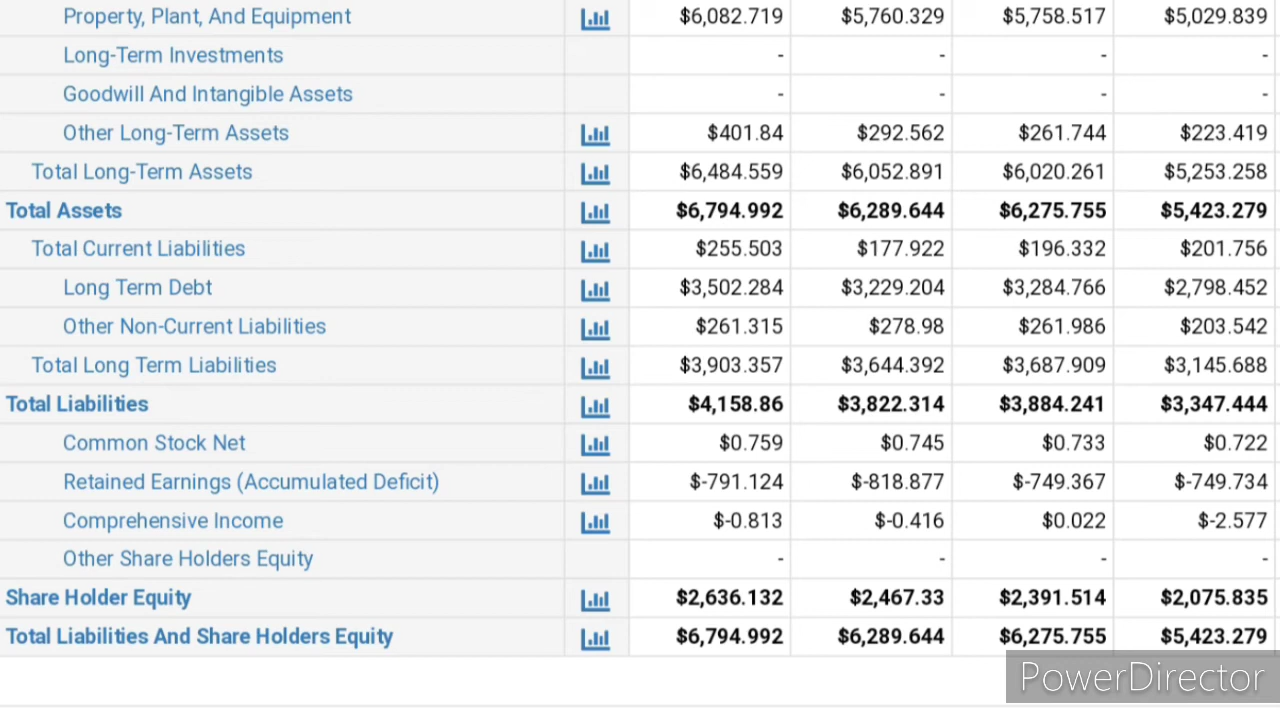 Property, Plant, And Equipment $6,082.719 $5,760.329 $5,758.517 $5,029.839
Long-Term Investments - - - -
Goodwill And Intangible Assets - - - -
Other Long-Term Assets $401.84 $292.562 $261.744 $223.419
Total Long-Term Assets $6,484.559 $6,052.891 $6,020.261 $5,253.258
Total Assets $6,794.992 $6,289.644 $6,275.755 $5,423.279
Total Current Liabilities $255.503 $177.922 $196.332 $201.756
Long Term Debt $3,502.284 $3,229.204 $3,284.766 $2,798.452
Other Non-Current Liabilities $261.315 $278.98 $261.986 $203.542
Total Long Term Liabilities $3,903.357 $3,644.392 $3,687.909 $3,145.688
Total Liabilities $4,158.86 $3,822.314 $3,884.241 $3,347.444
Common Stock Net $0.759 $0.745 $0.733 $0.722
Retained Earnings (Accumulated Deficit) $-791.124 $-818.877 $-749.367 $-749.734
Comprehensive Income $-0.813 $-0.416 $0.022 $-2.577
Other Share Holders Equity - - - -
Share Holder Equity $2,636.132 $2,467.33 $2,391.514 $2,075.835
Total Liabilities And Share Holders Equity $6,794.992 $6,289.644 $6,275.755 $5,423.279
PowerDirector